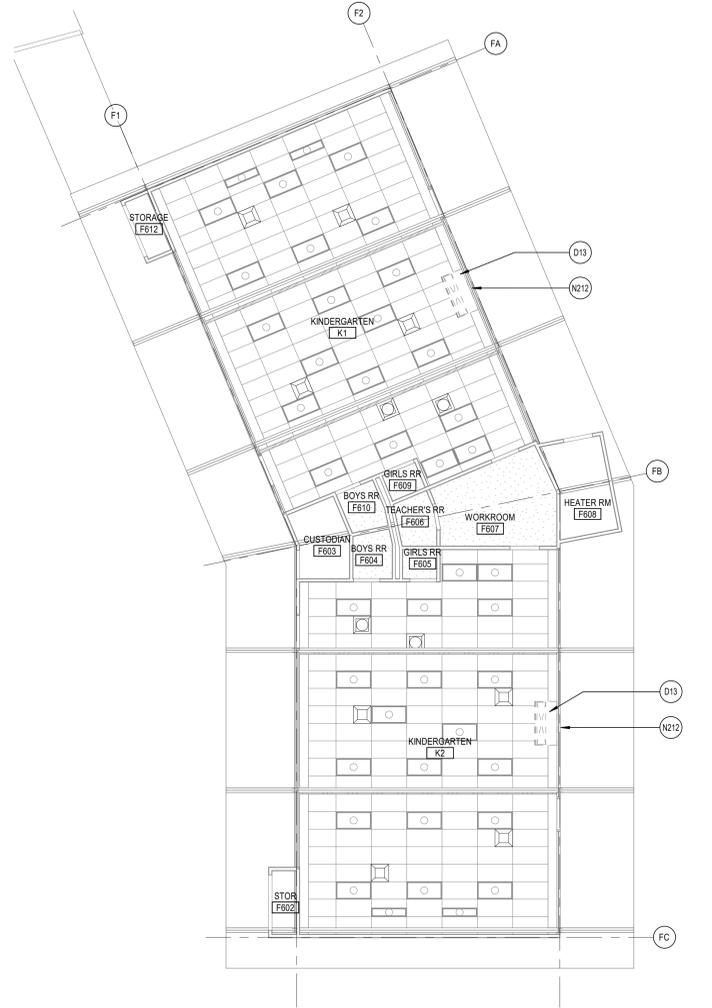 F2
FA
F1
STORAGE
F612
D13
N212
KINDERGARTEN
K1
FB
GIRLS RR
F609
BOYS RR
F610
HEATER RM
F608
TEACHER'S RR
F606
WORKROOM
F607
CUSTODIAN
F603
BOYS RR
F604
GIRLS RR
F605
D13
N212
KINDERGARTEN
K2
STOR
F602
FC